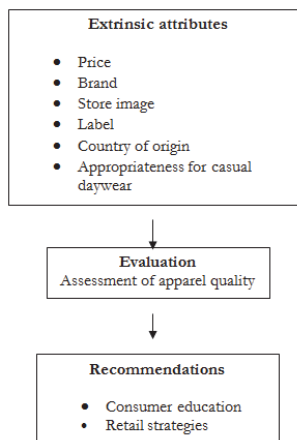 Extrinsic attributes
● Price
● Brand
● Store image
● Label
● Country of origin
● Appropriateness for casual
daywear
Evaluation
Assessment of apparel quality
Recommendations
● Consumer education
• Retail strategies